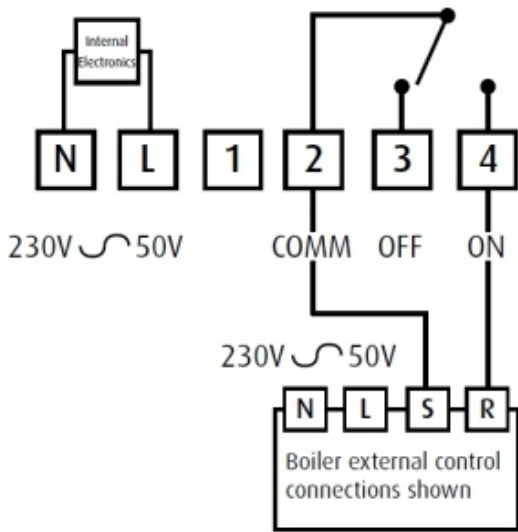 Internal
Electronics
N L 1 2 3 4
230V 50V COMM OFF ON
230V 50V
N L S R
Boiler external control
connections shown